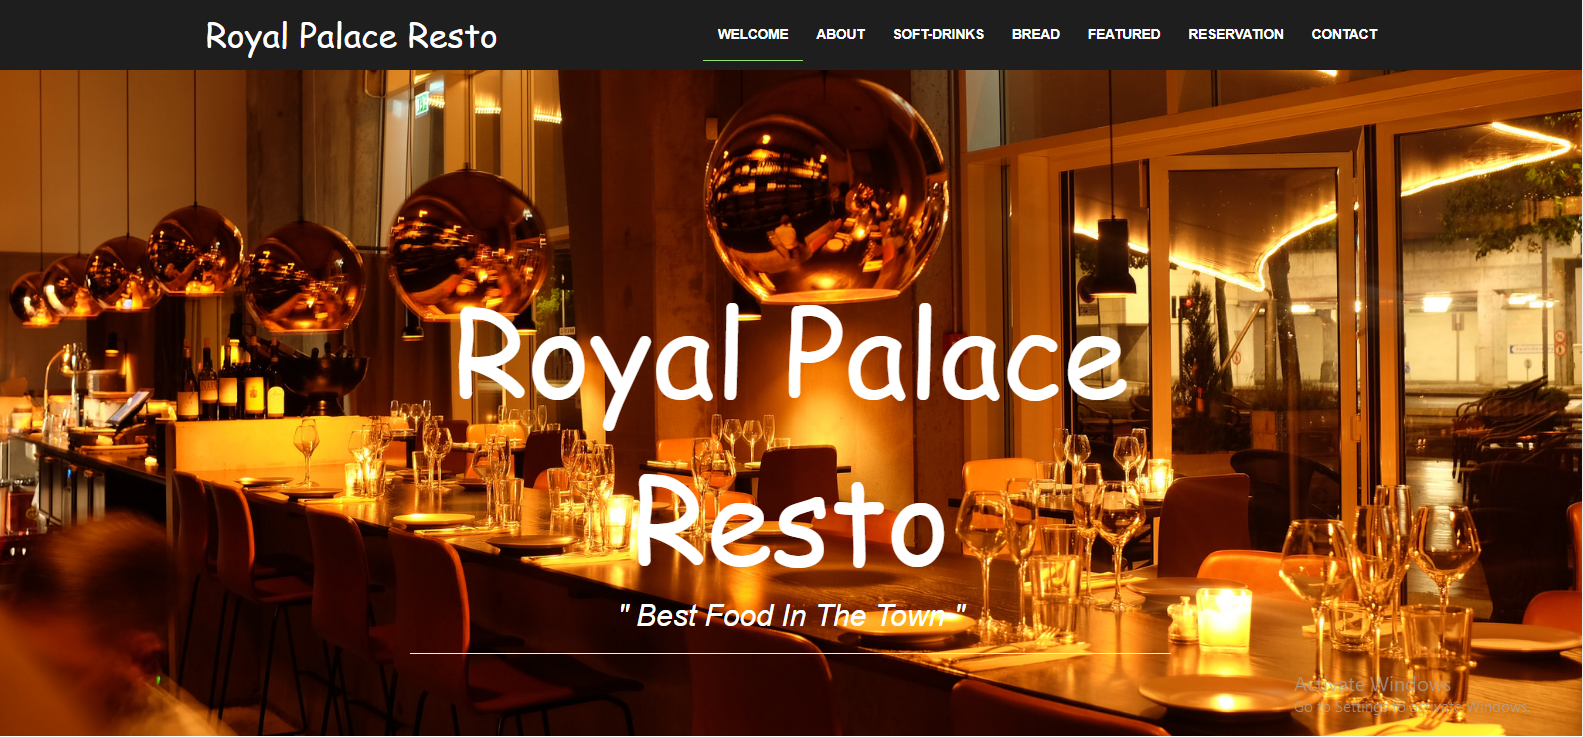 Royal Palace Resto
WELCOME ABOUT SOFT-DRINKS BREAD FEATURED RESERVATION CONTACT
Royal Palace
Resto
" Best Food In The Town "
Activate Windows
Go to Settings to activate Windows.